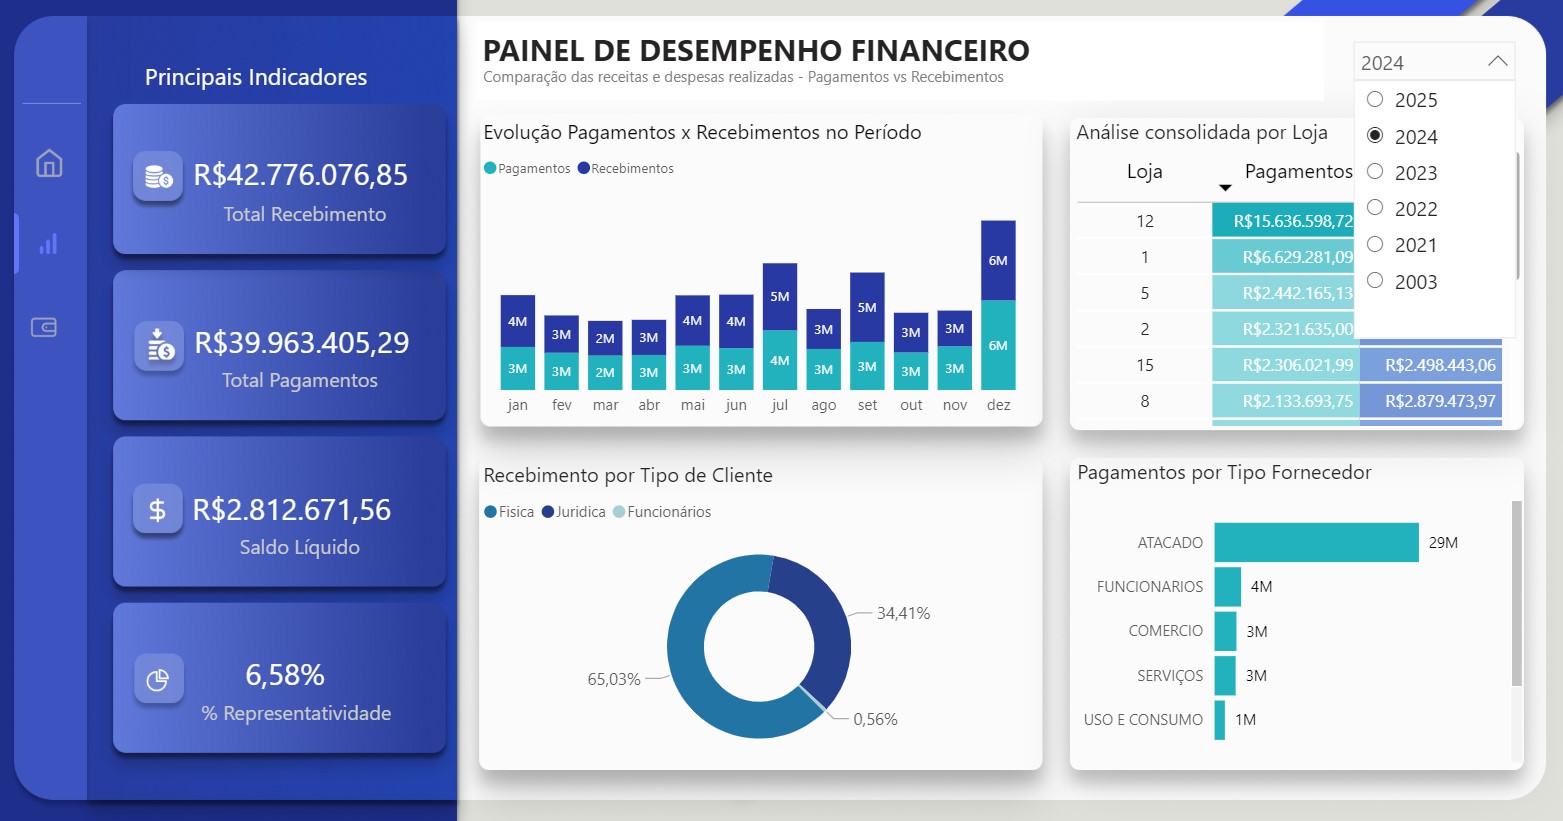 Principais Indicadores
R$42.776.076,85
Total Recebimento
R$39.963.405,29
Total Pagamentos
R$2.812.671,56
Saldo Líquido
6,58%
% Representatividade
PAINEL DE DESEMPENHO FINANCEIRO
Comparação das receitas e despesas realizadas - Pagamentos vs Recebimentos
2024
2025
2024
2023
2022
2021
2003
Evolução Pagamentos x Recebimentos no Período
Pagamentos Recebimentos
4M 3M 2M 3M 4M 4M 5M 3M 5M 3M 3M 6M
3M 3M 2M 3M 3M 3M 4M 3M 3M 3M 3M 6M
jan fev mar abr mai jun jul ago set out nov dez
Análise consolidada por Loja
Loja Pagamentos
12 R$15.636.598,72
1 R$6.629.281,09
5 R$2.442.165,13
2 R$2.321.635,00
15 R$2.306.021,99 R$2.498.443,06
8 R$2.133.693,75 R$2.879.473,97
Recebimento por Tipo de Cliente
Fisica Juridica Funcionários
34,41%
65,03%
0,56%
Pagamentos por Tipo Fornecedor
ATACADO 29M
FUNCIONARIOS 4M
COMERCIO 3M
SERVIÇOS 3M
USO E CONSUMO 1M